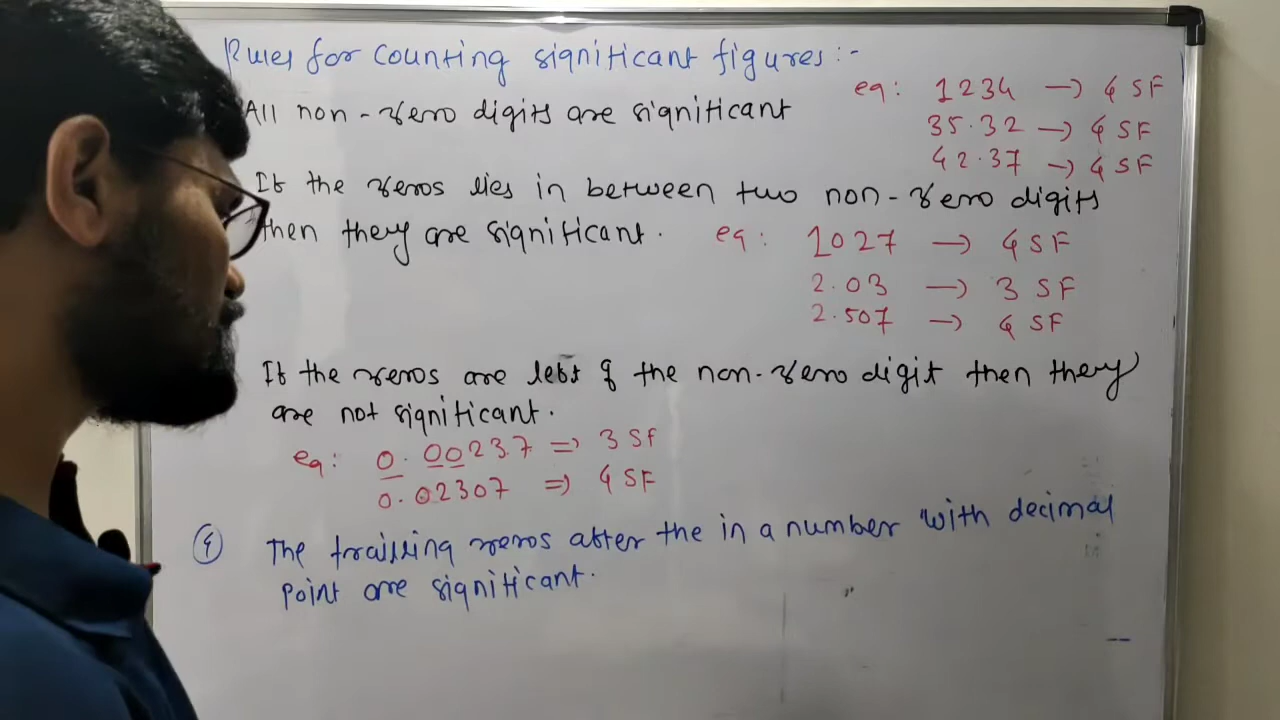 Rules for counting significant figures :-
All non-zero digits are significant
eg: 1234 → 4 SF
35.32 → 4 SF
42.37 → 4 SF
If the zeros lies in between two non-zero digits
then they are significant.
eg: 1027 → 4 SF
2.03 → 3 SF
2.507 → 4 SF
If the zeros are left of the non-zero digit then they
are not significant.
eg: 0.00237 ⇒ 3 SF
0.02307 ⇒ 4 SF
④ The trailing zeros after the in a number with decimal
point are significant.